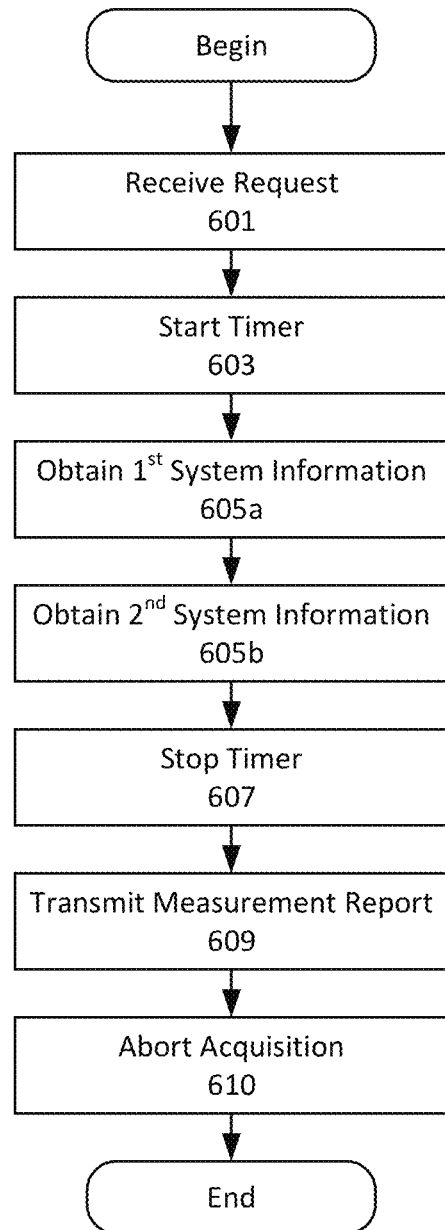 Begin
Receive Request
601
Start Timer
603
Obtain 1st System Information
605a
Obtain 2nd System Information
605b
Stop Timer
607
Transmit Measurement Report
609
Abort Acquisition
610
End